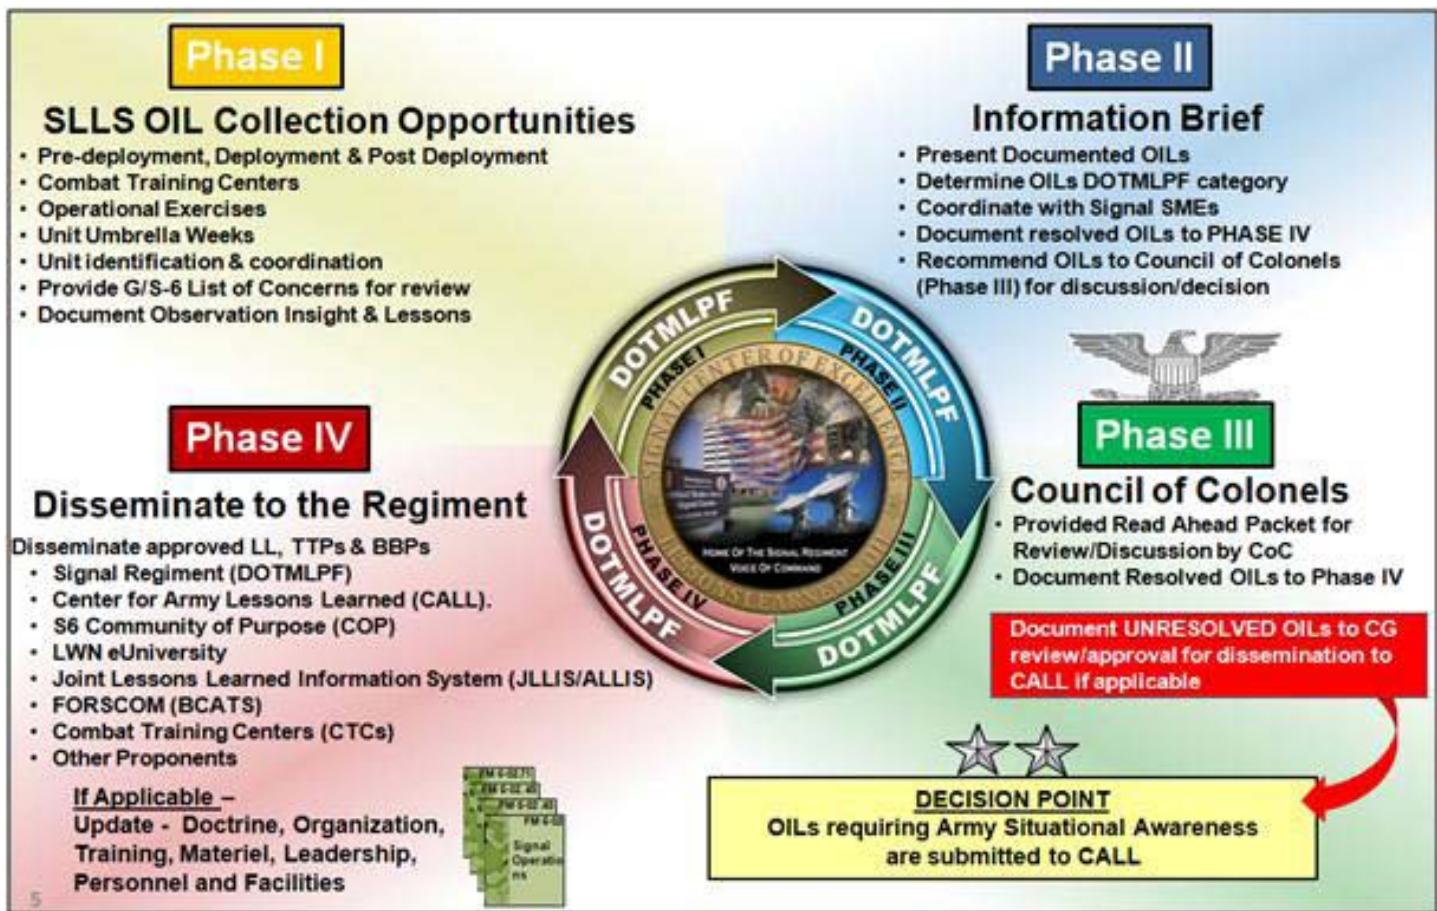 Phase I
SLLS OIL Collection Opportunities
• Pre-deployment, Deployment & Post Deployment
• Combat Training Centers
• Operational Exercises
• Unit Umbrella Weeks
• Unit identification & coordination
• Provide G/S-6 List of Concerns for review
• Document Observation Insight & Lessons
Phase II
Information Brief
• Present Documented OILs
• Determine OILs DOTMLPF category
• Coordinate with Signal SMEs
• Document resolved OILs to PHASE IV
• Recommend OILs to Council of Colonels
(Phase III) for discussion/decision
DOTMLPF
PHASE I
DOTMLPF
PHASE II
DOTMLPF
PHASE III
DOTMLPF
PHASE IV
SIGNAL CENTER OF EXCELLENCE
HOME OF THE SIGNAL REGIMENT
VOICE OF COMMAND
LESSONS LEARNED
Phase III
Council of Colonels
• Provided Read Ahead Packet for
Review/Discussion by CoC
• Document Resolved OILs to Phase IV
Document UNRESOLVED OILs to CG
review/approval for dissemination to
CALL if applicable
DECISION POINT
OILs requiring Army Situational Awareness
are submitted to CALL
Phase IV
Disseminate to the Regiment
Disseminate approved LL, TTPs & BBPs
• Signal Regiment (DOTMLPF)
• Center for Army Lessons Learned (CALL).
• S6 Community of Purpose (COP)
• LWN eUniversity
• Joint Lessons Learned Information System (JLLIS/ALLIS)
• FORSCOM (BCATS)
• Combat Training Centers (CTCs)
• Other Proponents
If Applicable –
Update - Doctrine, Organization,
Training, Materiel, Leadership,
Personnel and Facilities
FM 6-02.71
Signal
Operatio
ns
5